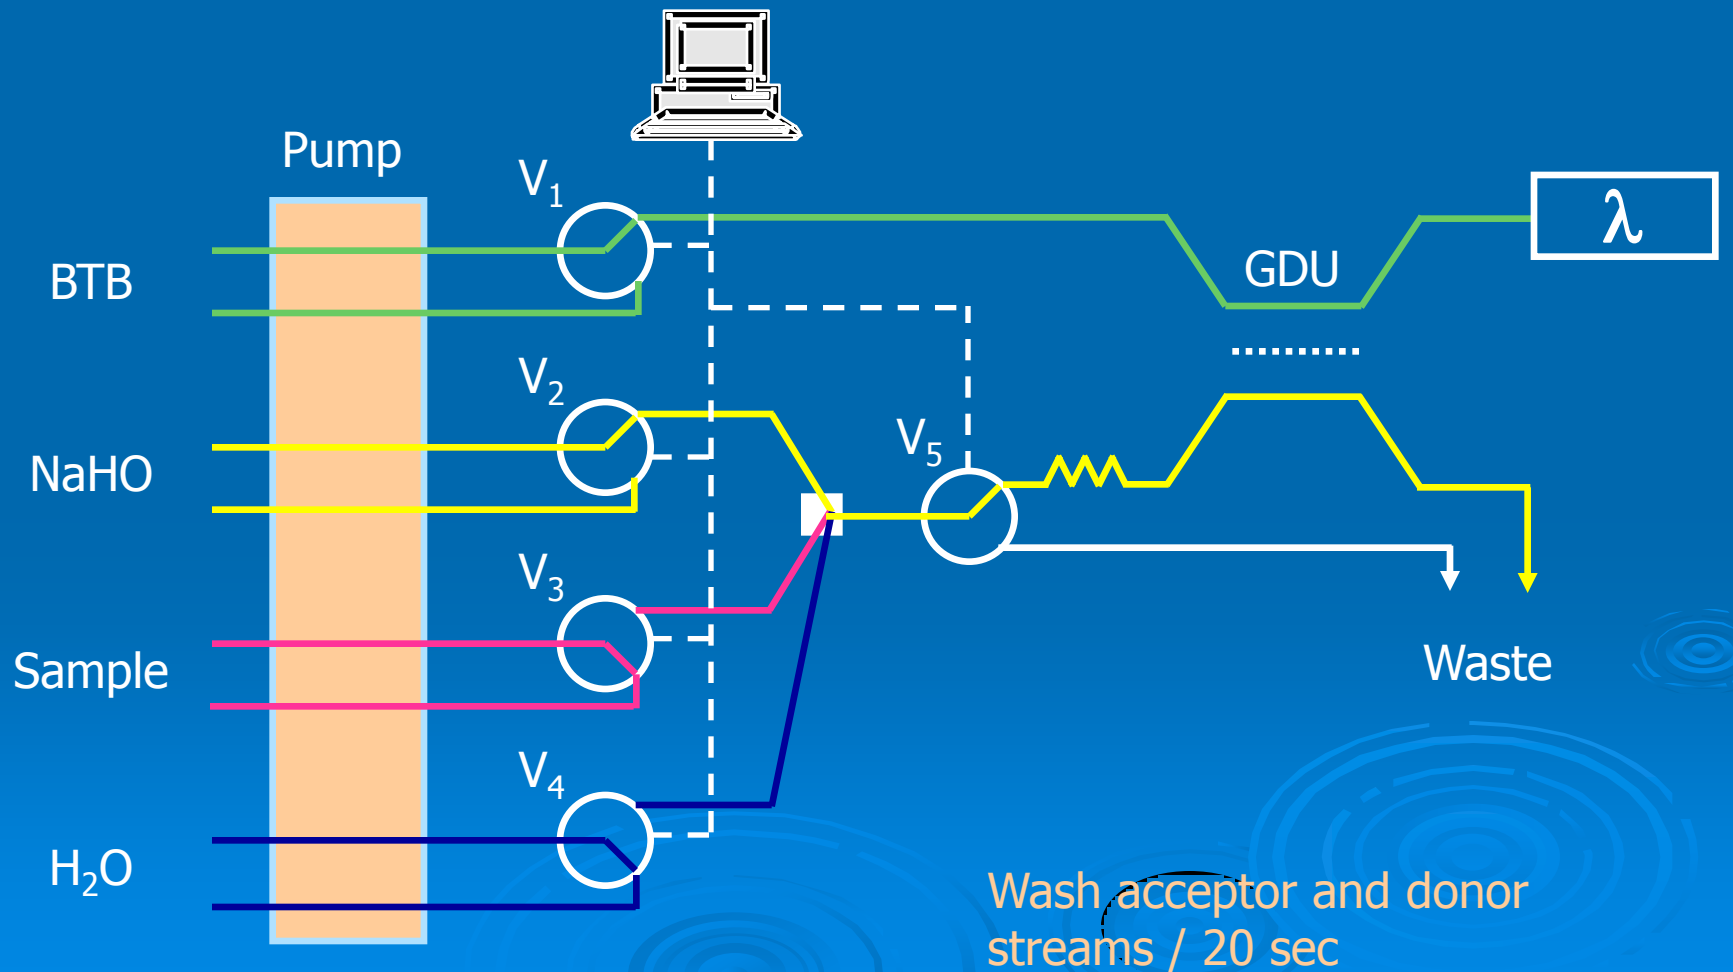 Pump
V₁
BTB
GDU
λ
V₂
NaHO
V₅
V₃
Sample
Waste
V₄
H₂O
Wash acceptor and donor
streams / 20 sec